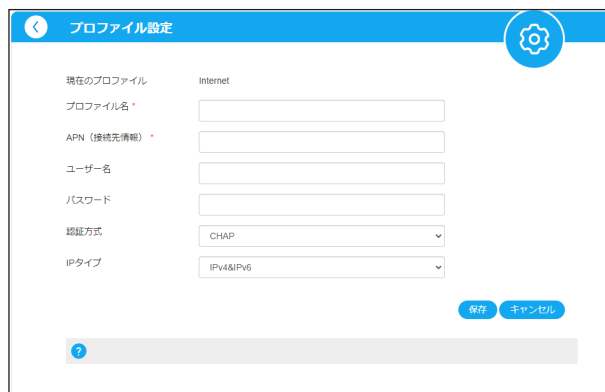 プロファイル設定
現在のプロファイル Internet
プロファイル名 *
APN（接続先情報） *
ユーザー名
パスワード
認証方式 CHAP
IPタイプ IPv4&IPv6
保存 キャンセル
?